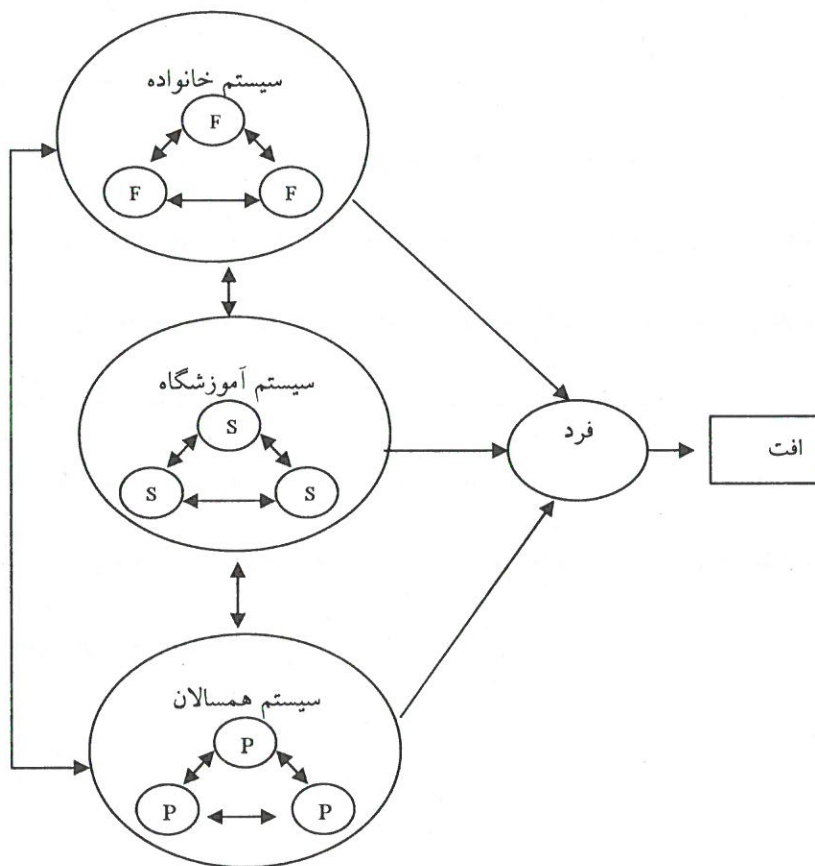 سیستم خانواده
F
F
F
سیستم آموزشگاه
S
S
S
فرد
افت
سیستم همسالان
P
P
P